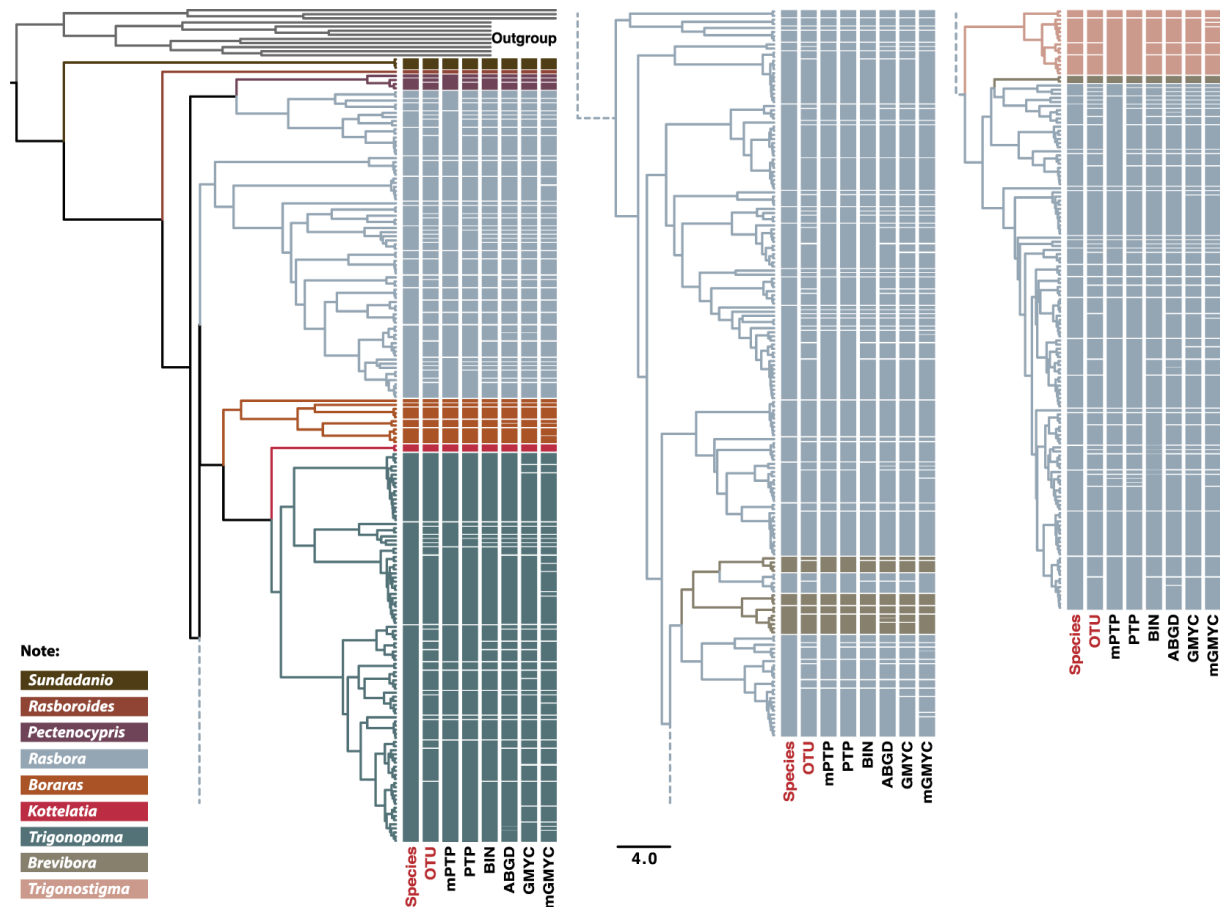 Outgroup
Note:
Sundadanio
Rasboroides
Pectenocypris
Rasbora
Boraras
Kottelatia
Trigonopoma
Brevibora
Trigonostigma
Species
OTU
mPTP
PTP
BIN
ABGD
GMYC
mGMYC
4.0
Species
OTU
mPTP
PTP
BIN
ABGD
GMYC
mGMYC
Species
OTU
mPTP
PTP
BIN
ABGD
GMYC
mGMYC